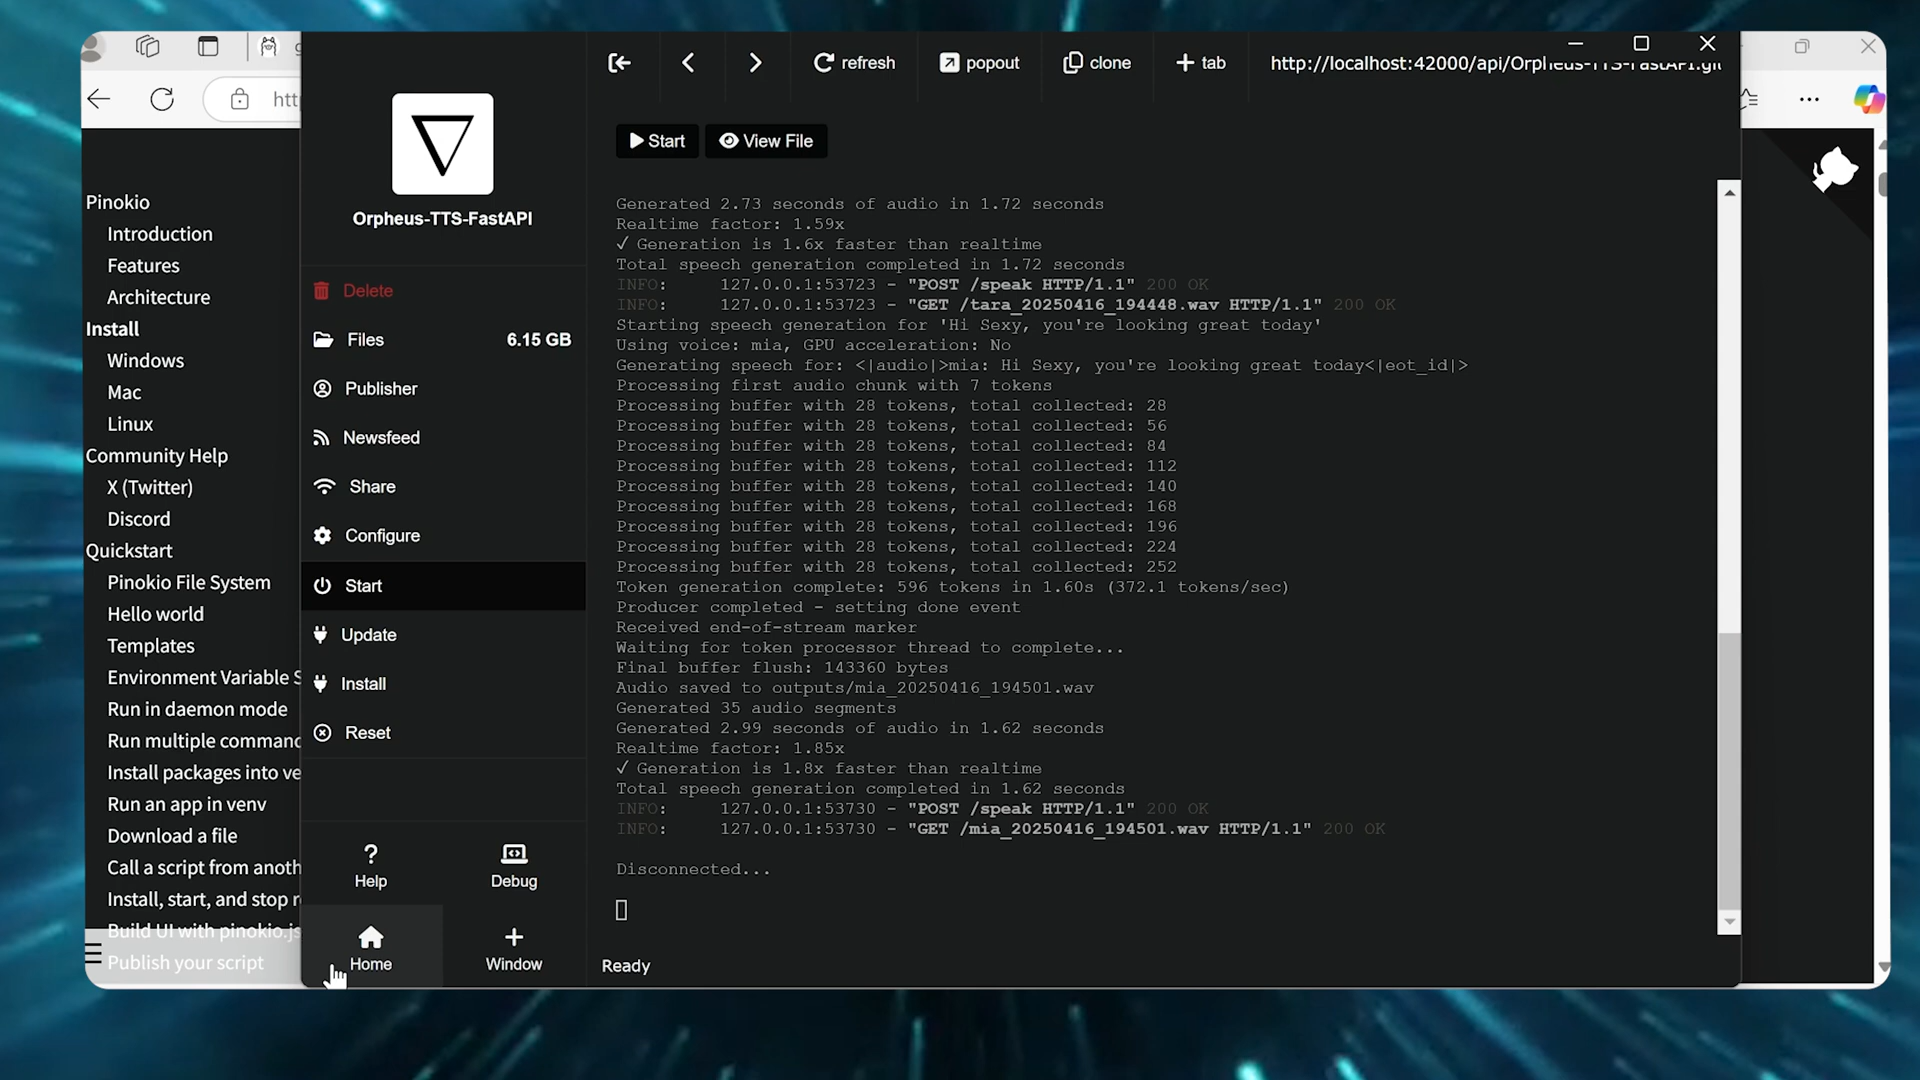 htt
Pinokio
Introduction
Features
Architecture
Install
Windows
Mac
Linux
Community Help
X (Twitter)
Discord
Quickstart
Pinokio File System
Hello world
Templates
Environment Variable S
Run in daemon mode
Run multiple command
Install packages into ve
Run an app in venv
Download a file
Call a script from anoth
Install, start, and stop r
Build UI with pinokio.js
Publish your script
Orpheus-TTS-FastAPI
Delete
Files 6.15 GB
Publisher
Newsfeed
Share
Configure
Start
Update
Install
Reset
Help Debug
Home Window
refresh popout clone tab http://localhost:42000/api/Orpheus-TTS-FastAPI.git
Start View File
Generated 2.73 seconds of audio in 1.72 seconds
Realtime factor: 1.59x
✓ Generation is 1.6x faster than realtime
Total speech generation completed in 1.72 seconds
INFO: 127.0.0.1:53723 - "POST /speak HTTP/1.1" 200 OK
INFO: 127.0.0.1:53723 - "GET /tara_20250416_194448.wav HTTP/1.1" 200 OK
Starting speech generation for 'Hi Sexy, you're looking great today'
Using voice: mia, GPU acceleration: No
Generating speech for: <|audio|>mia: Hi Sexy, you're looking great today<|eot_id|>
Processing first audio chunk with 7 tokens
Processing buffer with 28 tokens, total collected: 28
Processing buffer with 28 tokens, total collected: 56
Processing buffer with 28 tokens, total collected: 84
Processing buffer with 28 tokens, total collected: 112
Processing buffer with 28 tokens, total collected: 140
Processing buffer with 28 tokens, total collected: 168
Processing buffer with 28 tokens, total collected: 196
Processing buffer with 28 tokens, total collected: 224
Processing buffer with 28 tokens, total collected: 252
Token generation complete: 596 tokens in 1.60s (372.1 tokens/sec)
Producer completed - setting done event
Received end-of-stream marker
Waiting for token processor thread to complete...
Final buffer flush: 143360 bytes
Audio saved to outputs/mia_20250416_194501.wav
Generated 35 audio segments
Generated 2.99 seconds of audio in 1.62 seconds
Realtime factor: 1.85x
✓ Generation is 1.8x faster than realtime
Total speech generation completed in 1.62 seconds
INFO: 127.0.0.1:53730 - "POST /speak HTTP/1.1" 200 OK
INFO: 127.0.0.1:53730 - "GET /mia_20250416_194501.wav HTTP/1.1" 200 OK
Disconnected...
Ready